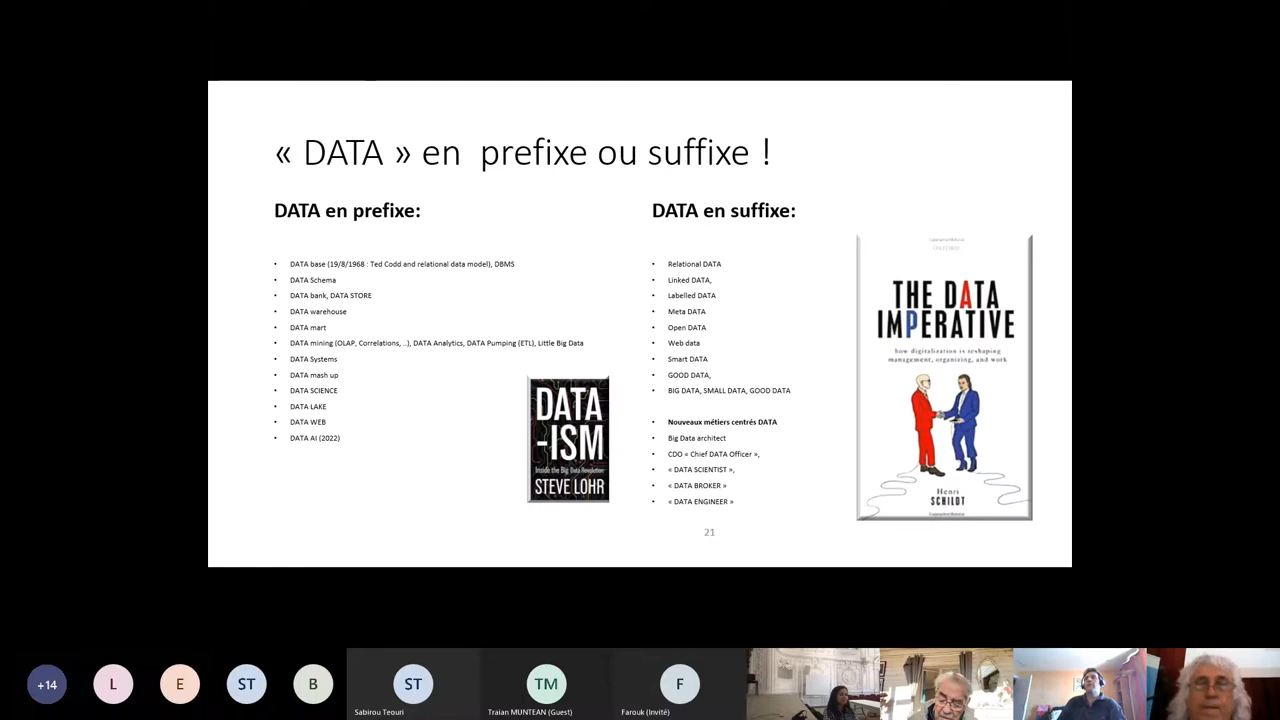 « DATA » en  prefixe ou suffixe !
DATA en prefixe:
• DATA base (19/8/1968 : Ted Codd and relational data model), DBMS
• DATA Schema
• DATA bank, DATA STORE
• DATA warehouse
• DATA mart
• DATA mining (OLAP, Correlations, ..), DATA Analytics, DATA Pumping (ETL), Little Big Data
• DATA Systems
• DATA mash up
• DATA SCIENCE
• DATA LAKE
• DATA WEB
• DATA AI (2022)
DATA
-ISM
Inside the Big Data Revolution
STEVE LOHR
DATA en suffixe:
• Relational DATA
• Linked DATA,
• Labelled DATA
• Meta DATA
• Open DATA
• Web data
• Smart DATA
• GOOD DATA,
• BIG DATA, SMALL DATA, GOOD DATA
• Nouveaux métiers centrés DATA
• Big Data architect
• CDO « Chief DATA Officer »,
• « DATA SCIENTIST »,
• « DATA BROKER »
• « DATA ENGINEER »
THE DATA
IMPERATIVE
how digitalization is reshaping
management, organizing, and work
Henri
SCHILDT
21
+14
L
E
ST
B
ST
Sabirou Teouri
TM
Traian MUNTEAN (Guest)
F
Farouk (Invité)